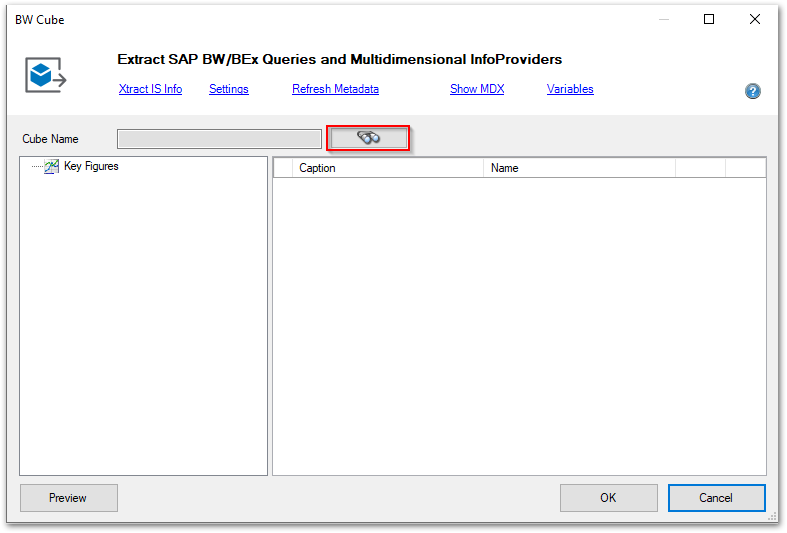 BW Cube
Extract SAP BW/BEx Queries and Multidimensional InfoProviders
Xtract IS Info Settings Refresh Metadata Show MDX Variables
?
Cube Name
Key Figures
Caption Name
Preview OK Cancel